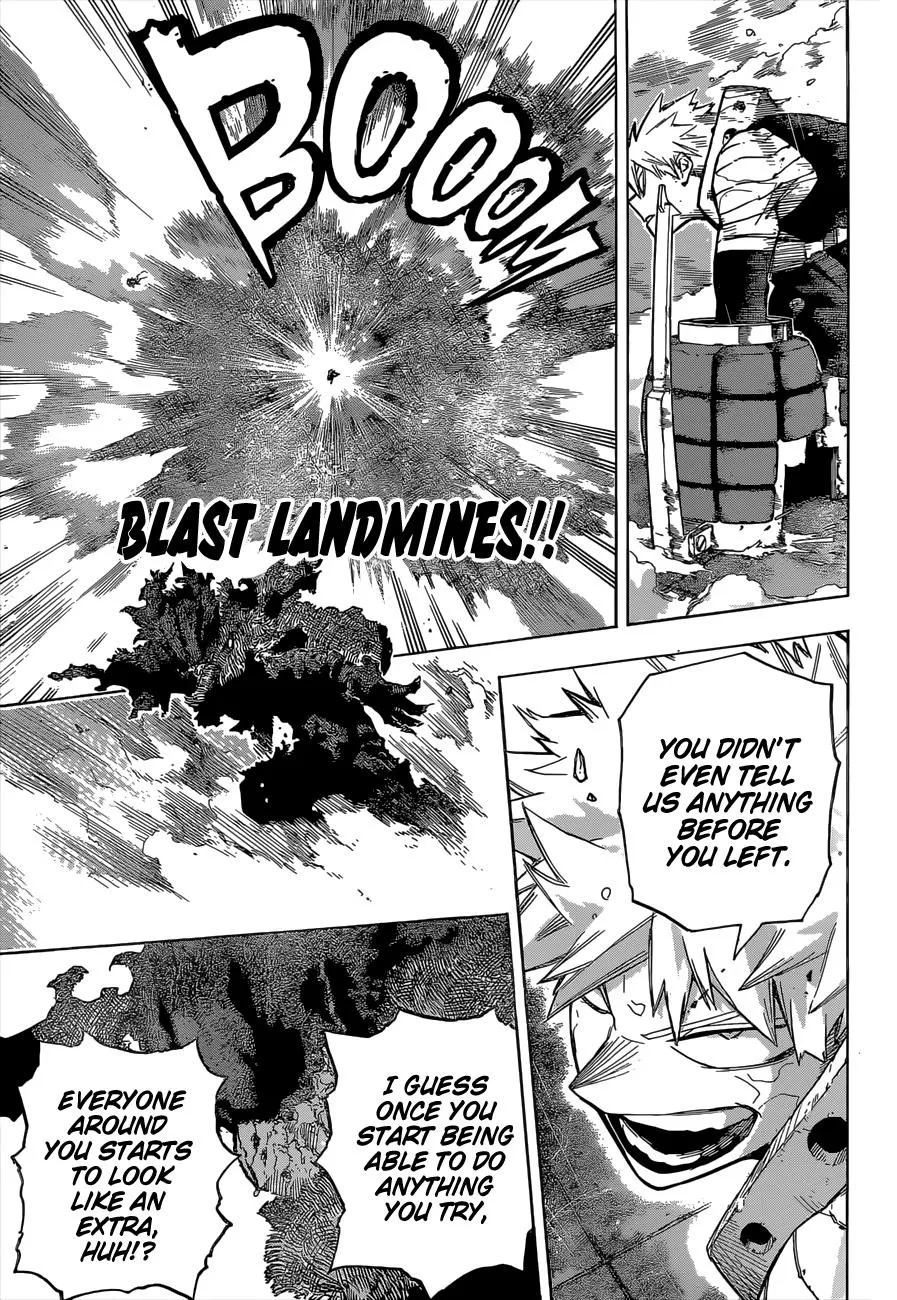 BOOOM
BLAST LANDMINES!!
YOU DIDN'T
EVEN TELL
US ANYTHING
BEFORE
YOU LEFT.
I GUESS
ONCE YOU
START BEING
ABLE TO DO
ANYTHING
YOU TRY,
EVERYONE
AROUND
YOU STARTS
TO LOOK
LIKE AN
EXTRA,
HUH!?